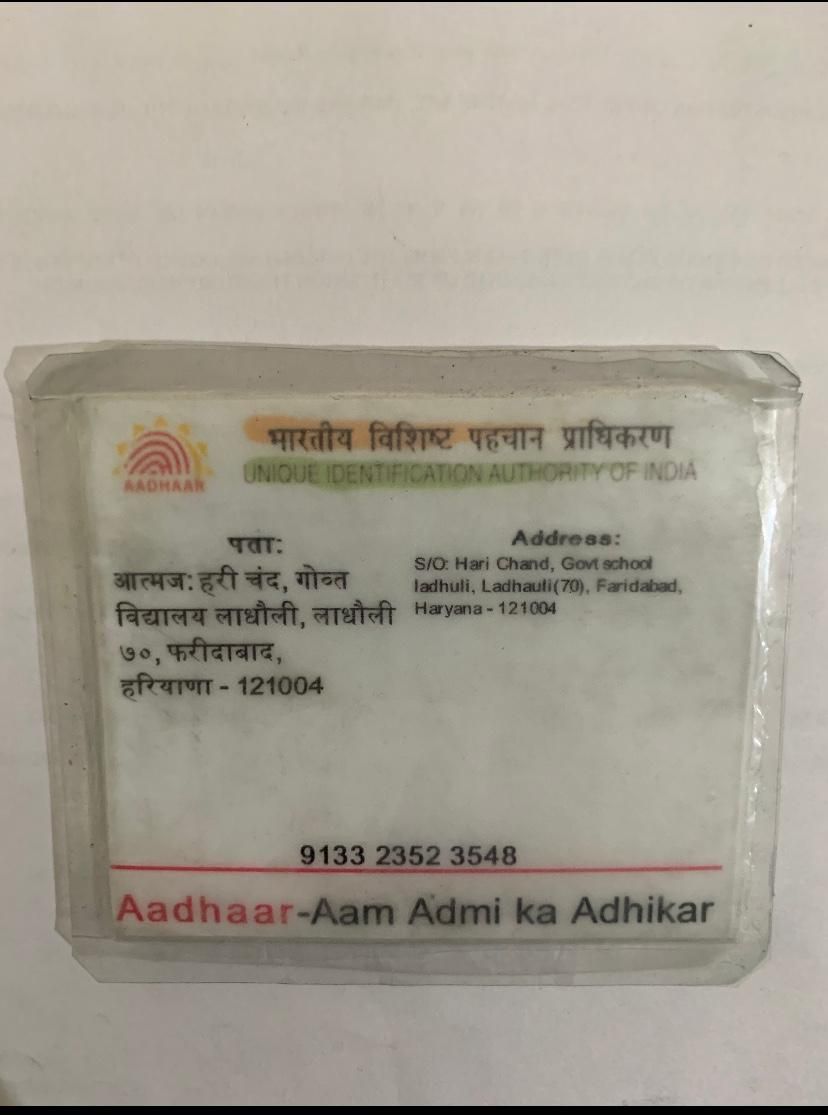 भारतीय विशिष्ट पहचान प्राधिकरण
UNIQUE IDENTIFICATION AUTHORITY OF INDIA
AADHAAR
पता:
आत्मज: हरी चंद, गोव्त
विद्यालय लाधौली, लाधौली
७०, फरीदाबाद,
हरियाणा - 121004
Address:
S/O: Hari Chand, Govt school
ladhuli, Ladhauli(70), Faridabad,
Haryana - 121004
9133 2352 3548
Aadhaar-Aam Admi ka Adhikar